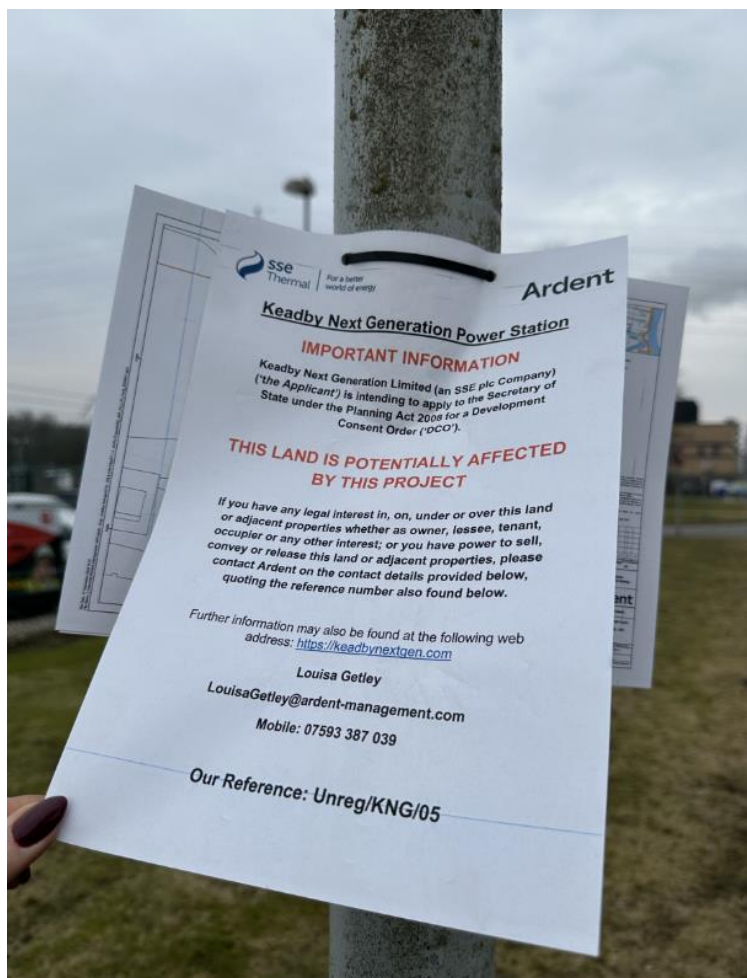 sse
Thermal
For a better
world of energy
Ardent
Keadby Next Generation Power Station
IMPORTANT INFORMATION
Keadby Next Generation Limited (an SSE plc Company)
('the Applicant') is intending to apply to the Secretary of
State under the Planning Act 2008 for a Development
Consent Order ('DCO').
THIS LAND IS POTENTIALLY AFFECTED
BY THIS PROJECT
If you have any legal interest in, on, under or over this land
or adjacent properties whether as owner, lessee, tenant,
occupier or any other interest; or you have power to sell,
convey or release this land or adjacent properties, please
contact Ardent on the contact details provided below,
quoting the reference number also found below.
Further information may also be found at the following web
address: https://keadbynextgen.com
Louisa Getley
LouisaGetley@ardent-management.com
Mobile: 07593 387 039
Our Reference: Unreg/KNG/05